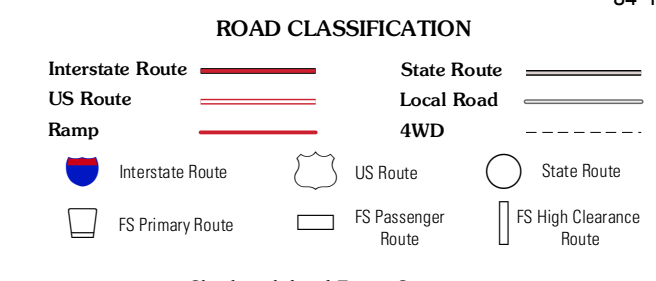 ROAD CLASSIFICATION
Interstate Route
State Route
US Route
Local Road
Ramp
4WD
Interstate Route
US Route
State Route
FS Primary Route
FS Passenger
Route
FS High Clearance
Route